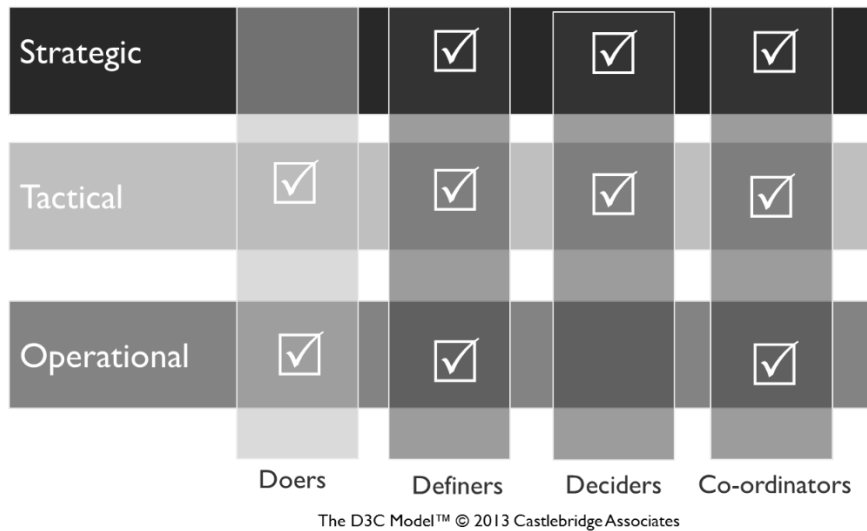 Strategic
Tactical
Operational
Doers Definers Deciders Co-ordinators
The D3C Model™ © 2013 Castlebridge Associates